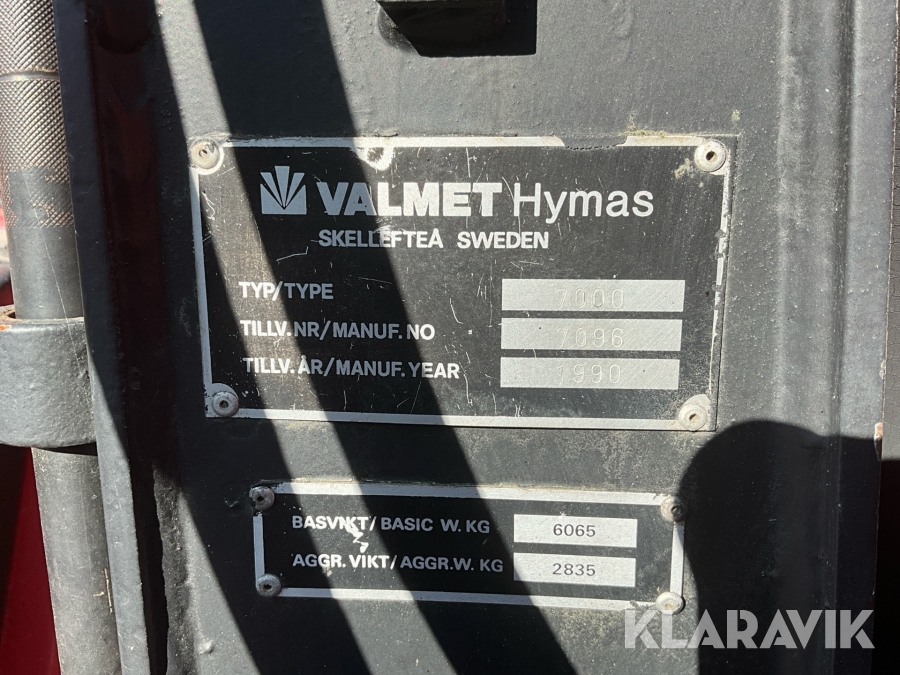 VALMET Hymas
SKELLEFTEÅ SWEDEN
TYP/TYPE 7000
TILLV.NR/MANUF.NO 7096
TILLV.ÅR/MANUF.YEAR 1990
BASVIKT/BASIC W. KG 6065
AGGR.VIKT/AGGR.W. KG 2835
KLARAVIK